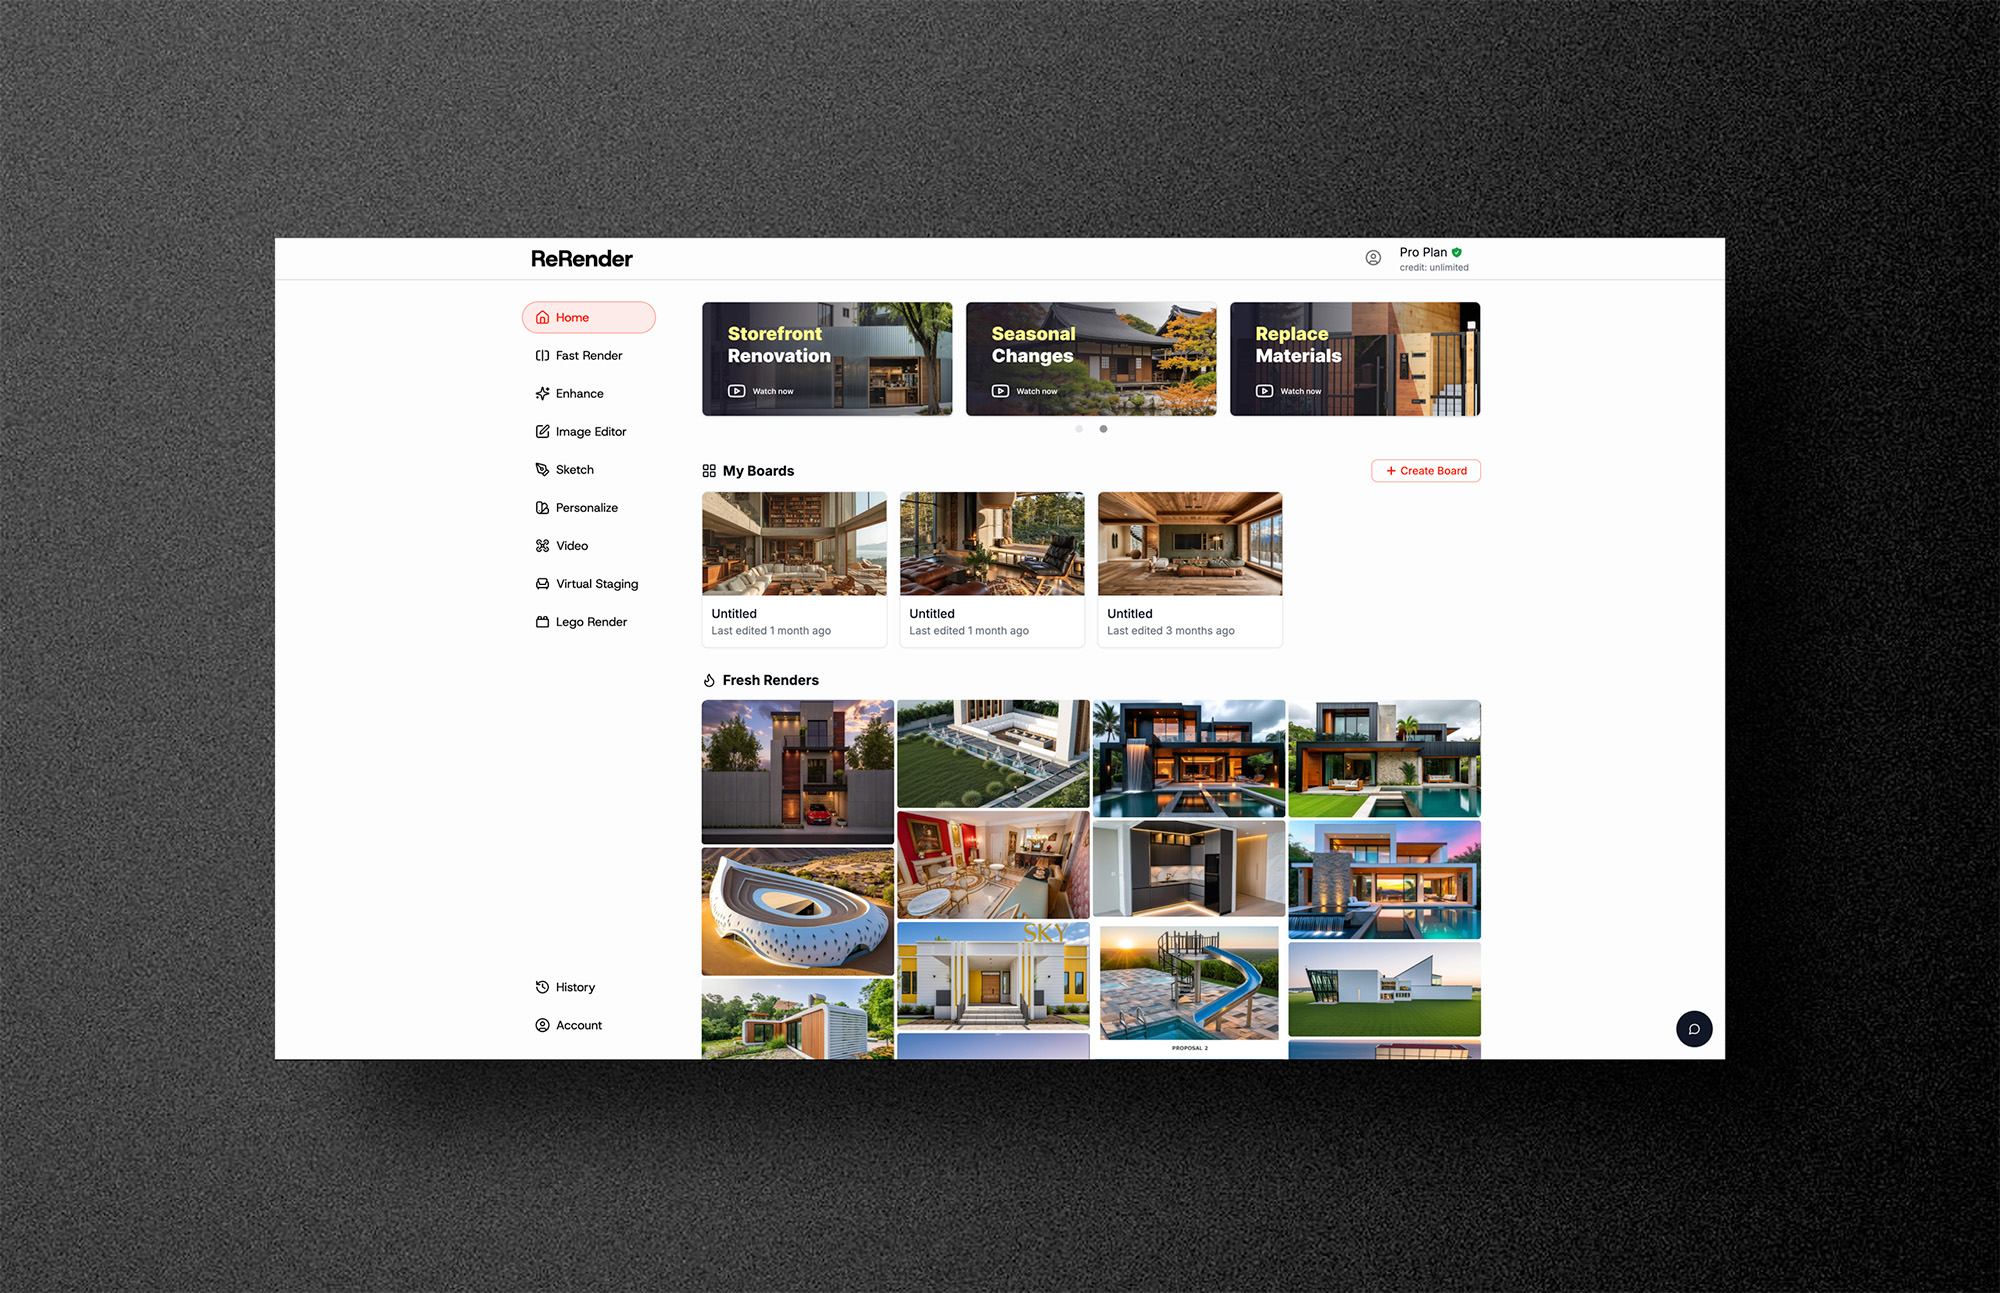 ReRender
Pro Plan
credit: unlimited
Home
Fast Render
Enhance
Image Editor
Sketch
Personalize
Video
Virtual Staging
Lego Render
History
Account
Storefront
Renovation
Watch now
Seasonal
Changes
Watch now
Replace
Materials
Watch now
My Boards
+ Create Board
Untitled
Last edited 1 month ago
Untitled
Last edited 1 month ago
Untitled
Last edited 3 months ago
Fresh Renders
SKY
PROPOSAL 2